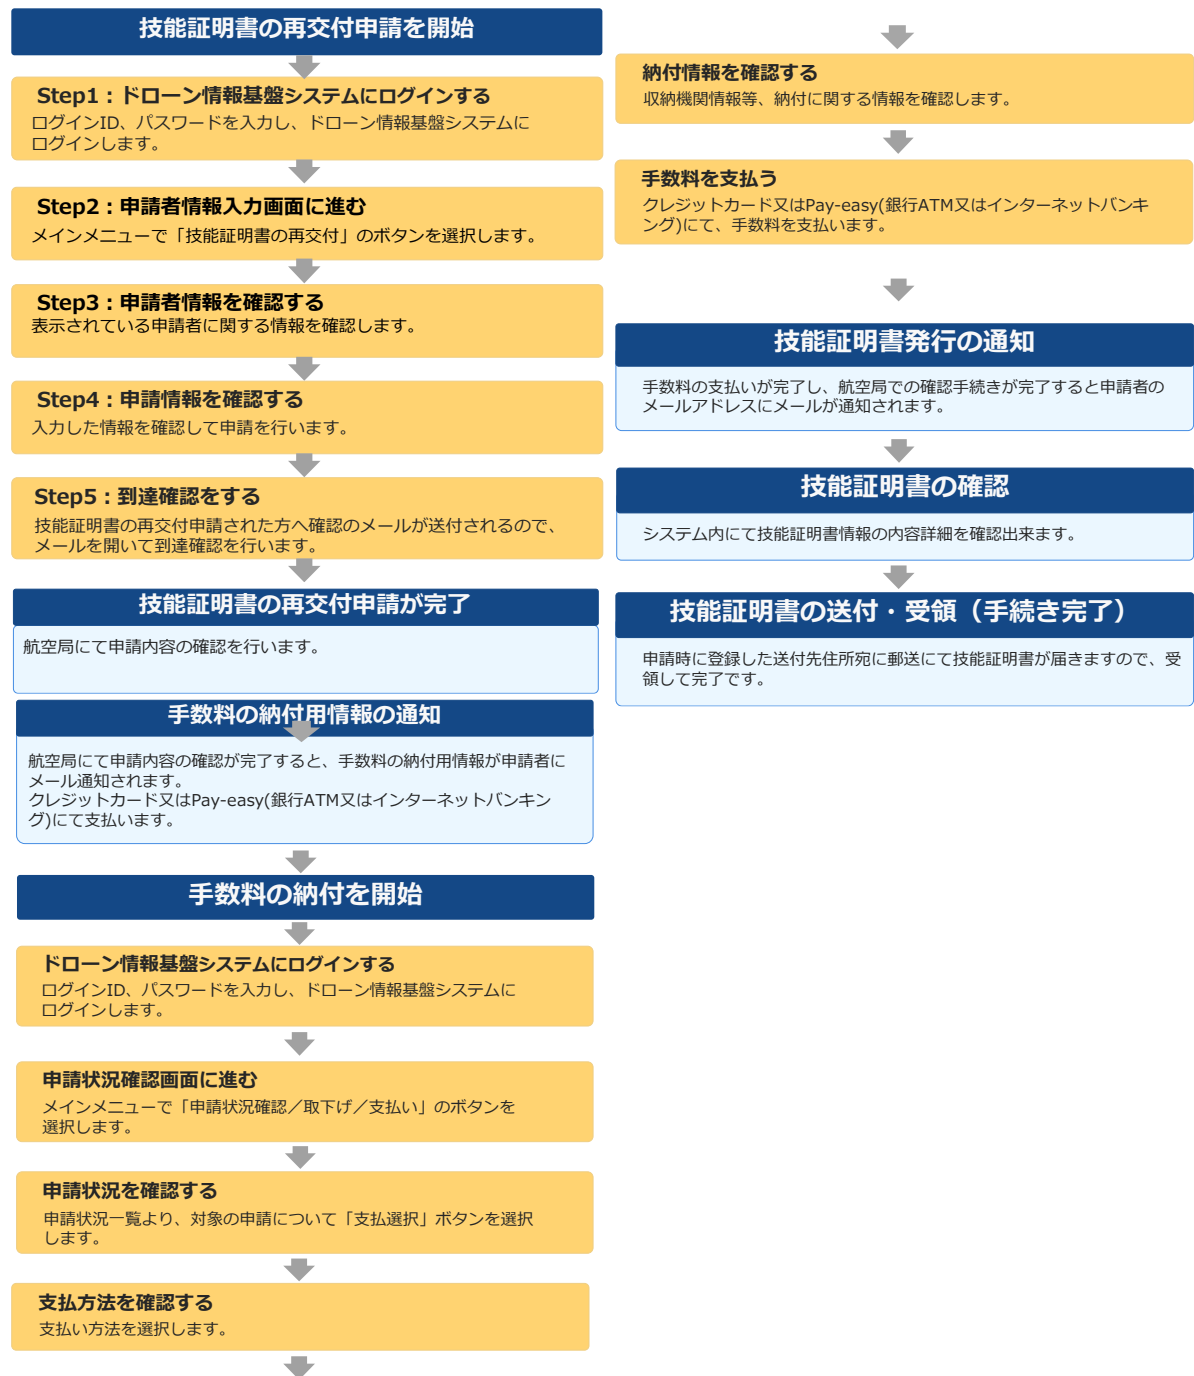 技能証明書の再交付申請を開始
Step1：ドローン情報基盤システムにログインする
ログインID、パスワードを入力し、ドローン情報基盤システムに
ログインします。
Step2：申請者情報入力画面に進む
メインメニューで「技能証明書の再交付」のボタンを選択します。
Step3：申請者情報を確認する
表示されている申請者に関する情報を確認します。
Step4：申請情報を確認する
入力した情報を確認して申請を行います。
Step5：到達確認をする
技能証明書の再交付申請された方へ確認のメールが送付されるので、
メールを開いて到達確認を行います。
技能証明書の再交付申請が完了
航空局にて申請内容の確認を行います。
手数料の納付用情報の通知
航空局にて申請内容の確認が完了すると、手数料の納付用情報が申請者に
メール通知されます。
クレジットカード又はPay-easy(銀行ATM又はインターネットバンキン
グ)にて支払います。
手数料の納付を開始
ドローン情報基盤システムにログインする
ログインID、パスワードを入力し、ドローン情報基盤システムに
ログインします。
申請状況確認画面に進む
メインメニューで「申請状況確認／取下げ／支払い」のボタンを
選択します。
申請状況を確認する
申請状況一覧より、対象の申請について「支払選択」ボタンを選択
します。
支払方法を確認する
支払い方法を選択します。
納付情報を確認する
収納機関情報等、納付に関する情報を確認します。
手数料を支払う
クレジットカード又はPay-easy(銀行ATM又はインターネットバンキ
ング)にて、手数料を支払います。
技能証明書発行の通知
手数料の支払いが完了し、航空局での確認手続きが完了すると申請者の
メールアドレスにメールが通知されます。
技能証明書の確認
システム内にて技能証明書情報の内容詳細を確認出来ます。
技能証明書の送付・受領（手続き完了）
申請時に登録した送付先住所宛に郵送にて技能証明書が届きますので、受
領して完了です。